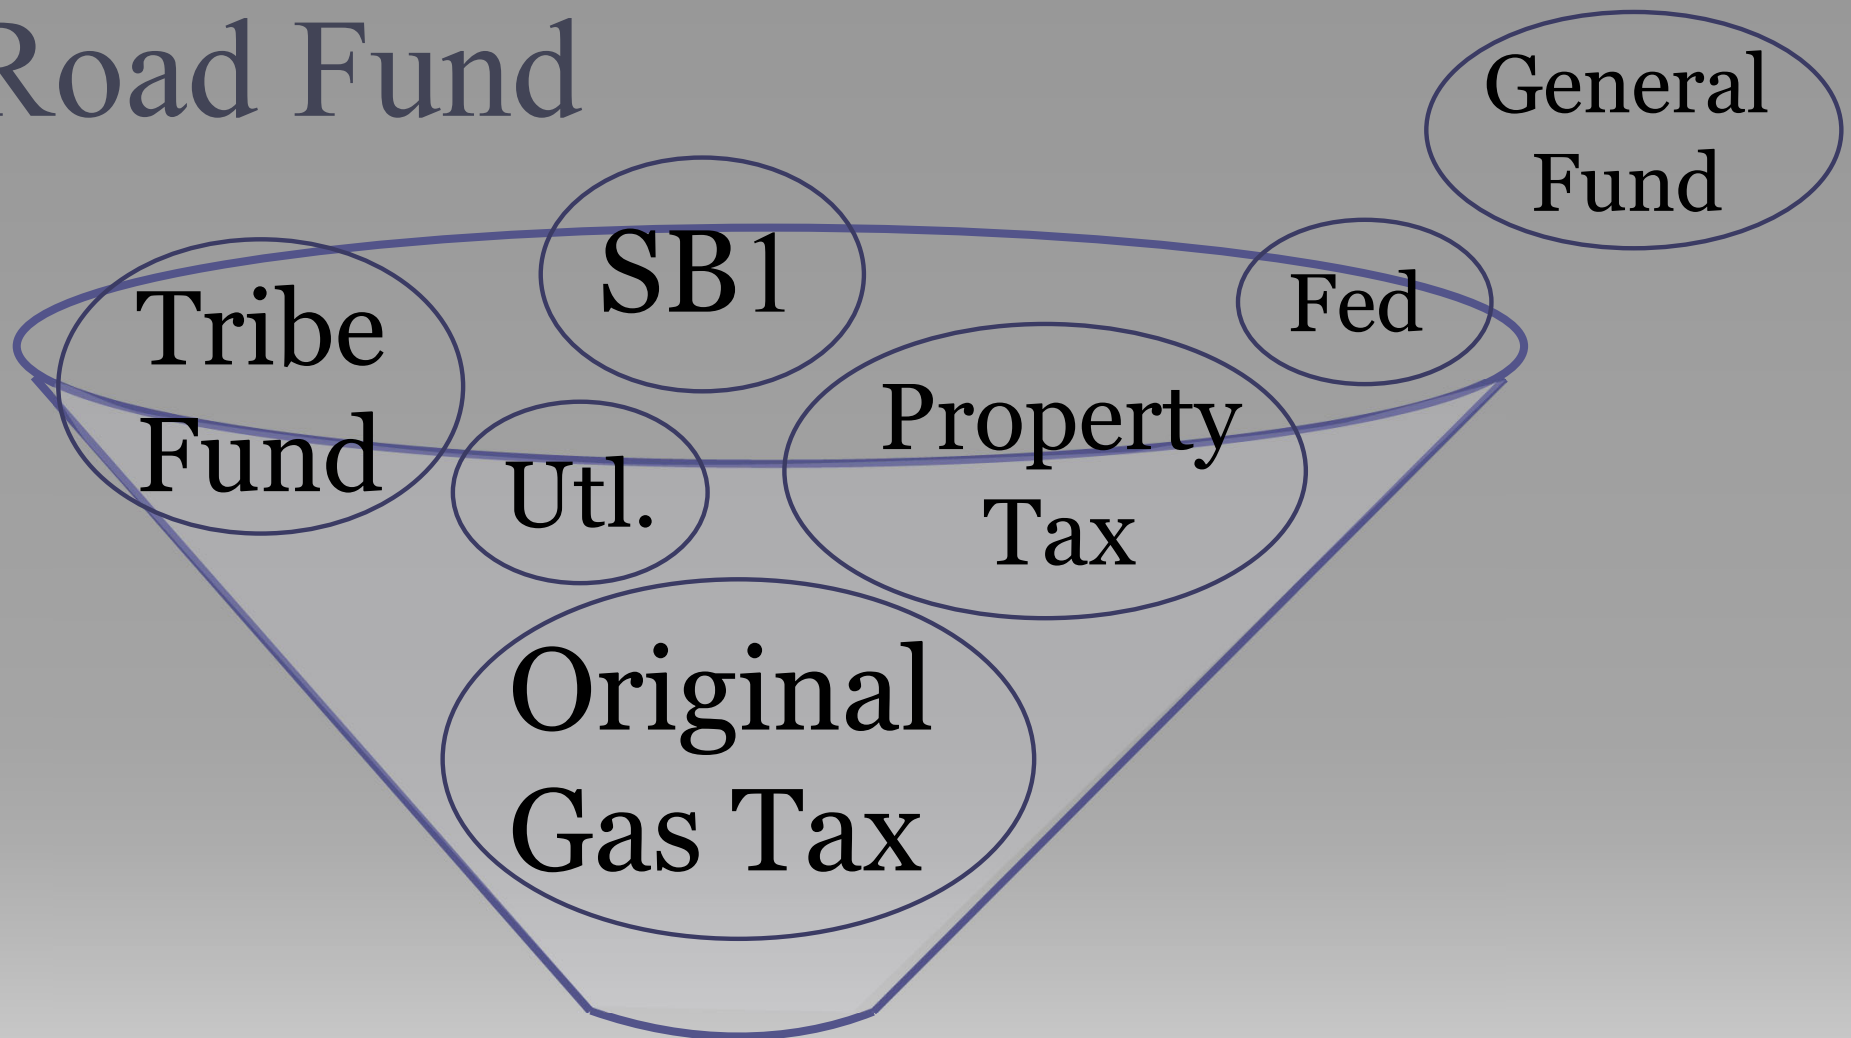 Road Fund
General
Fund
SB1
Fed
Tribe
Fund
Property
Tax
Utl.
Original
Gas Tax